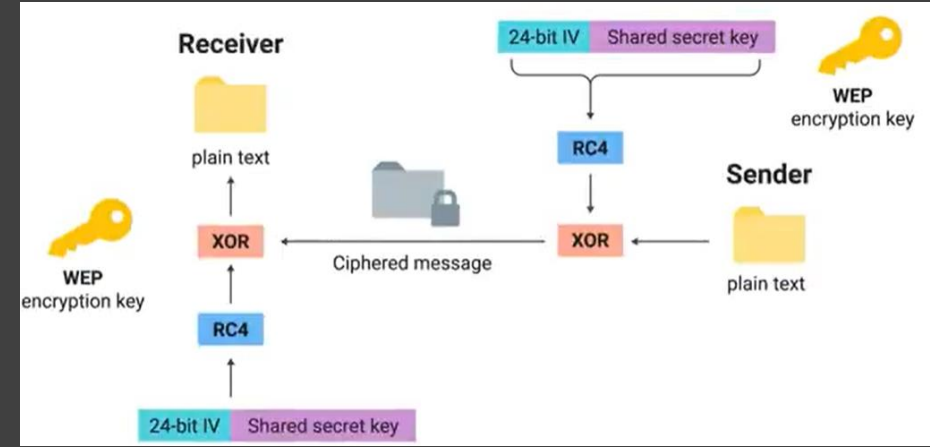 Receiver
24-bit IV Shared secret key
WEP
encryption key
plain text
RC4
Sender
WEP
encryption key
XOR
Ciphered message
XOR
plain text
RC4
24-bit IV Shared secret key